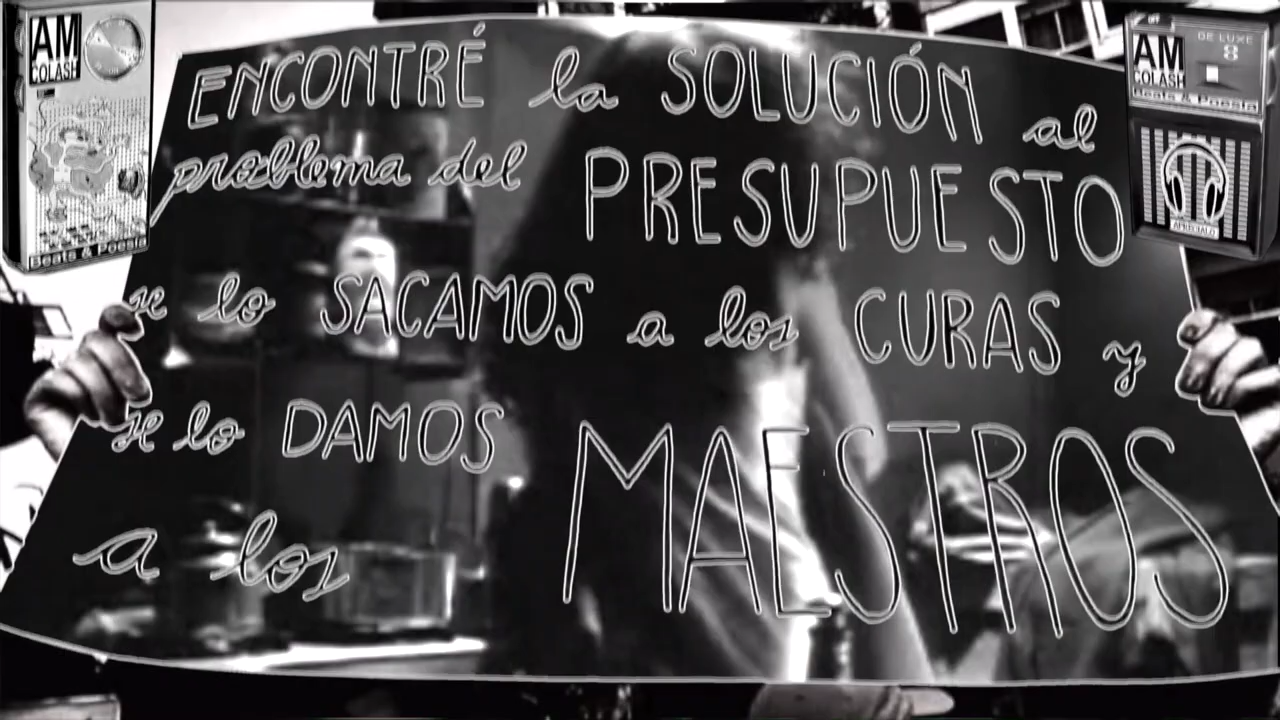 AM
COLASH
Beats & Poesía
DE LUXE
8
AM
COLASH
Beats & Poesía
APRÉCIALO
ENCONTRÉ la SOLUCIÓN al
problema del PRESUPUESTO
se lo SACAMOS a los CURAS y
se lo DAMOS
a los MAESTROS